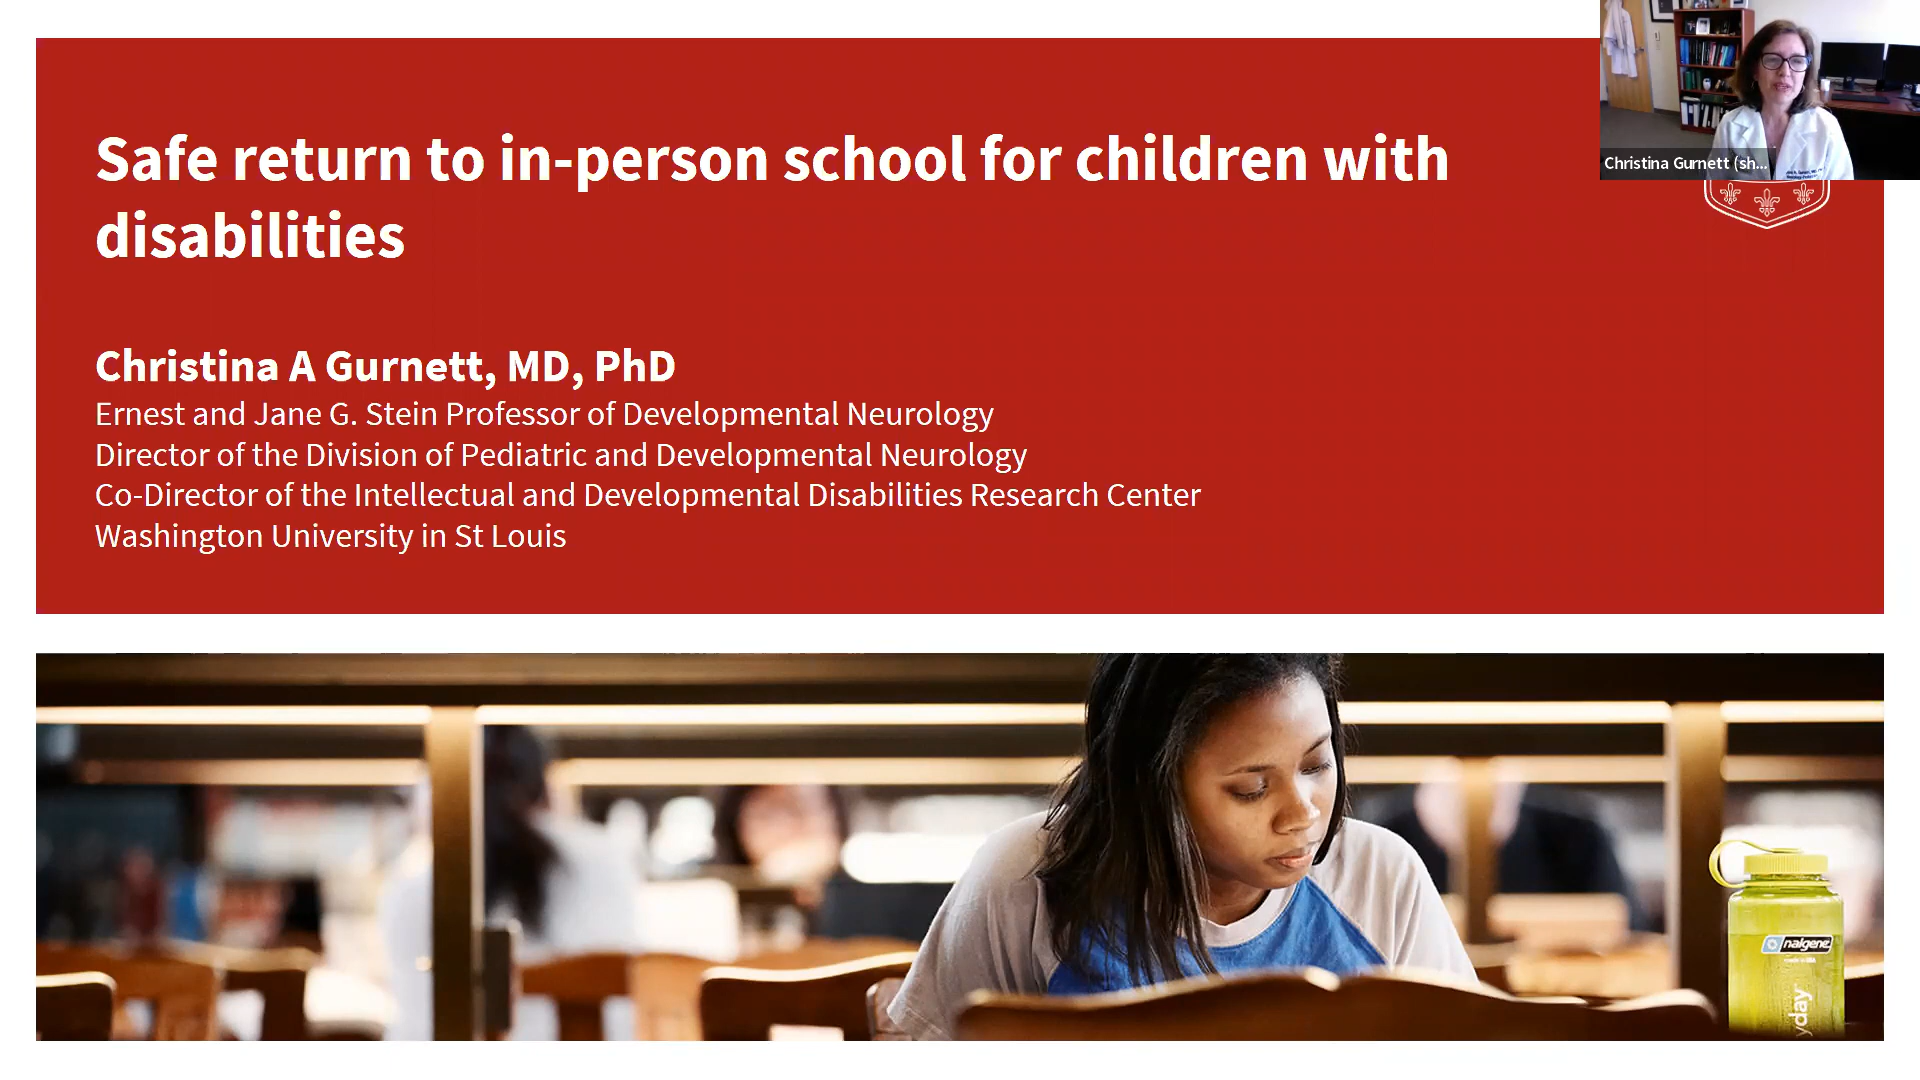 Safe return to in-person school for children with
disabilities
Christina A Gurnett, MD, PhD
Ernest and Jane G. Stein Professor of Developmental Neurology
Director of the Division of Pediatric and Developmental Neurology
Co-Director of the Intellectual and Developmental Disabilities Research Center
Washington University in St Louis
Christina Gurnett (sh...
nalgene
yday